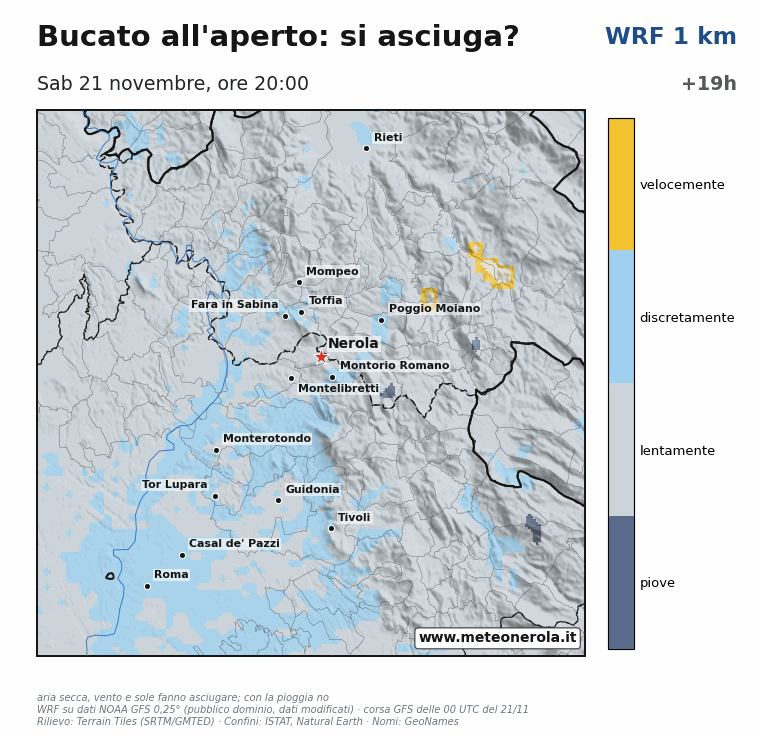 Bucato all'aperto: si asciuga?
WRF 1 km
Sab 21 novembre, ore 20:00
+19h
Rieti
Mompeo
Fara in Sabina
Toffia
Poggio Moiano
Nerola
Montorio Romano
Montelibretti
Monterotondo
Tor Lupara
Guidonia
Tivoli
Casal de' Pazzi
Roma
www.meteonerola.it
velocemente
discretamente
lentamente
piove
aria secca, vento e sole fanno asciugare; con la pioggia no
WRF su dati NOAA GFS 0,25° (pubblico dominio, dati modificati) · corsa GFS delle 00 UTC del 21/11
Rilievo: Terrain Tiles (SRTM/GMTED) · Confini: ISTAT, Natural Earth · Nomi: GeoNames